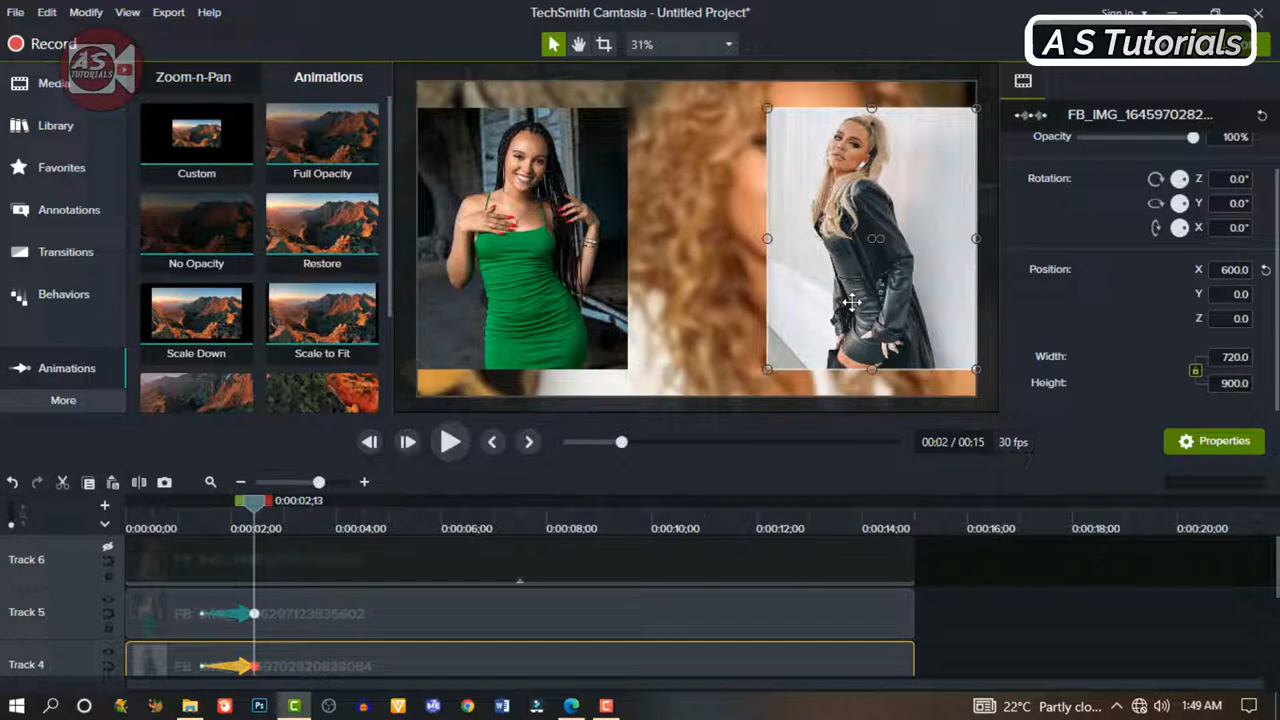 File Edit Modify View Export Help
TechSmith Camtasia - Untitled Project*
Sign In
Record
31%
A S Tutorials
AS
TUTORIALS
Media
Library
Favorites
Annotations
Transitions
Behaviors
Animations
More
Zoom-n-Pan
Animations
Custom
Full Opacity
No Opacity
Restore
Scale Down
Scale to Fit
FB_IMG_1645970282...
Opacity 100%
Rotation: Z 0.0°
Y 0.0°
X 0.0°
Position: X 600.0
Y 0.0
Z 0.0
Width: 720.0
Height: 900.0
00:02 / 00:15 30 fps
Properties
0:00:02;13
0:00:00;00 0:00:02;00 0:00:04;00 0:00:06;00 0:00:08;00 0:00:10;00 0:00:12;00 0:00:14;00 0:00:16;00 0:00:18;00 0:00:20;00
Track 6
Track 5
Track 4
Ps
22°C Partly clo...
1:49 AM